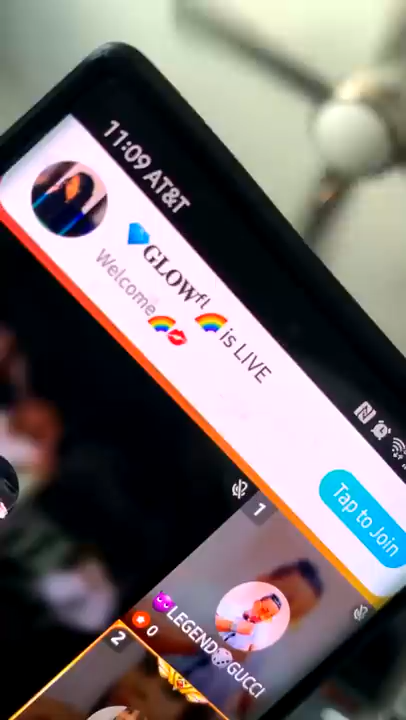 11:09 AT&T
💎GLOWfl 🌈 is LIVE
Welcome🌈💋
Tap to Join
1
😈LEGEND🎲GUCCI
0
2